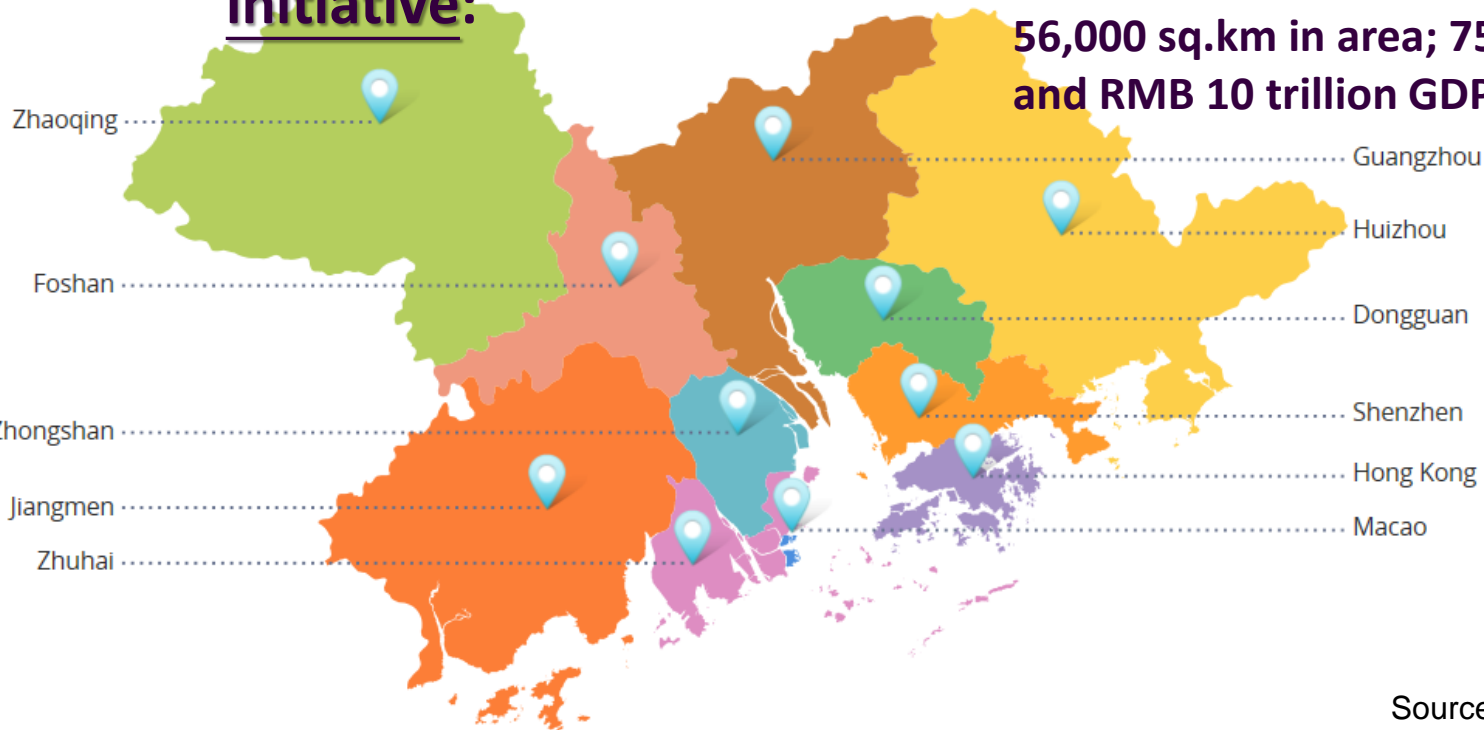 Initiative:
56,000 sq.km in area; 75
and RMB 10 trillion GDP
Zhaoqing
Guangzhou
Huizhou
Foshan
Dongguan
Shenzhen
Zhongshan
Hong Kong
Jiangmen
Macao
Zhuhai
Source